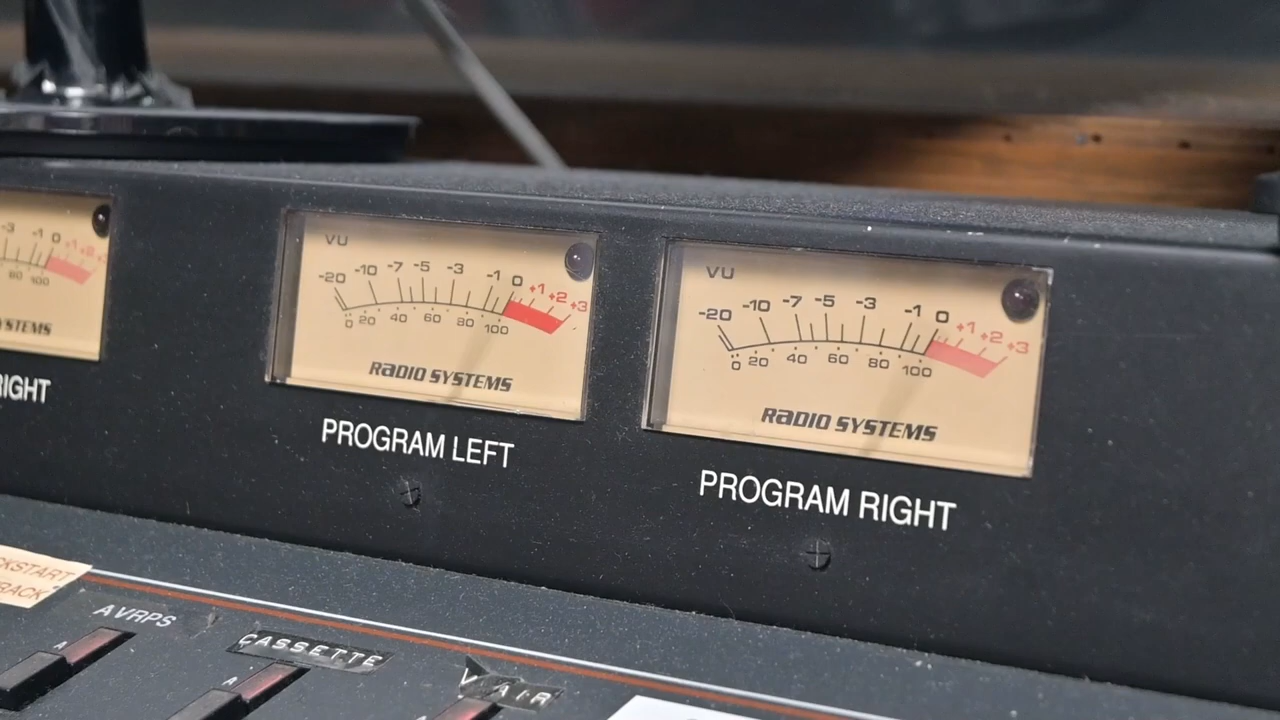 -3 -1 0 +1 +2
80 100
RIGHT
VU
-20 -10 -7 -5 -3 -1 0 +1 +2 +3
0 20 40 60 80 100
RADIO SYSTEMS
PROGRAM LEFT
VU
-20 -10 -7 -5 -3 -1 0 +1 +2 +3
0 20 40 60 80 100
RADIO SYSTEMS
PROGRAM RIGHT
AVRPS
A
CASSETTE
A
AIR
A